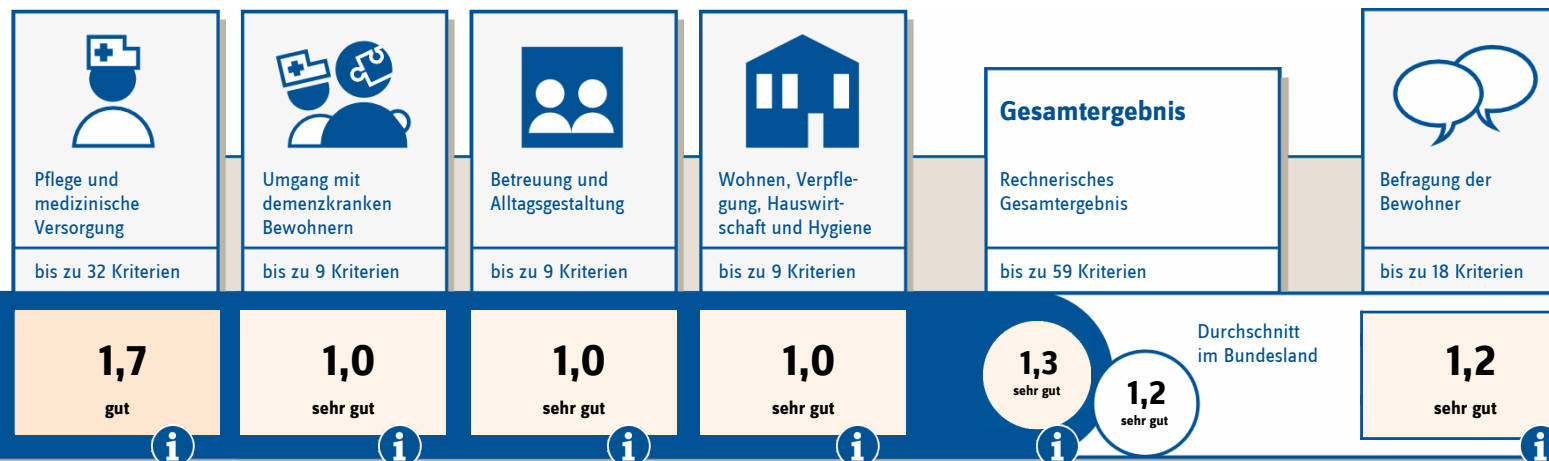 Pflege und
medizinische
Versorgung
bis zu 32 Kriterien
1,7
gut
Umgang mit
demenzkranken
Bewohnern
bis zu 9 Kriterien
1,0
sehr gut
Betreuung und
Alltagsgestaltung
bis zu 9 Kriterien
1,0
sehr gut
Wohnen, Verpfle-
gung, Hauswirt-
schaft und Hygiene
bis zu 9 Kriterien
1,0
sehr gut
Gesamtergebnis
Rechnerisches
Gesamtergebnis
bis zu 59 Kriterien
1,3
sehr gut
1,2
sehr gut
Durchschnitt
im Bundesland
Befragung der
Bewohner
bis zu 18 Kriterien
1,2
sehr gut
i
i
i
i
i
i